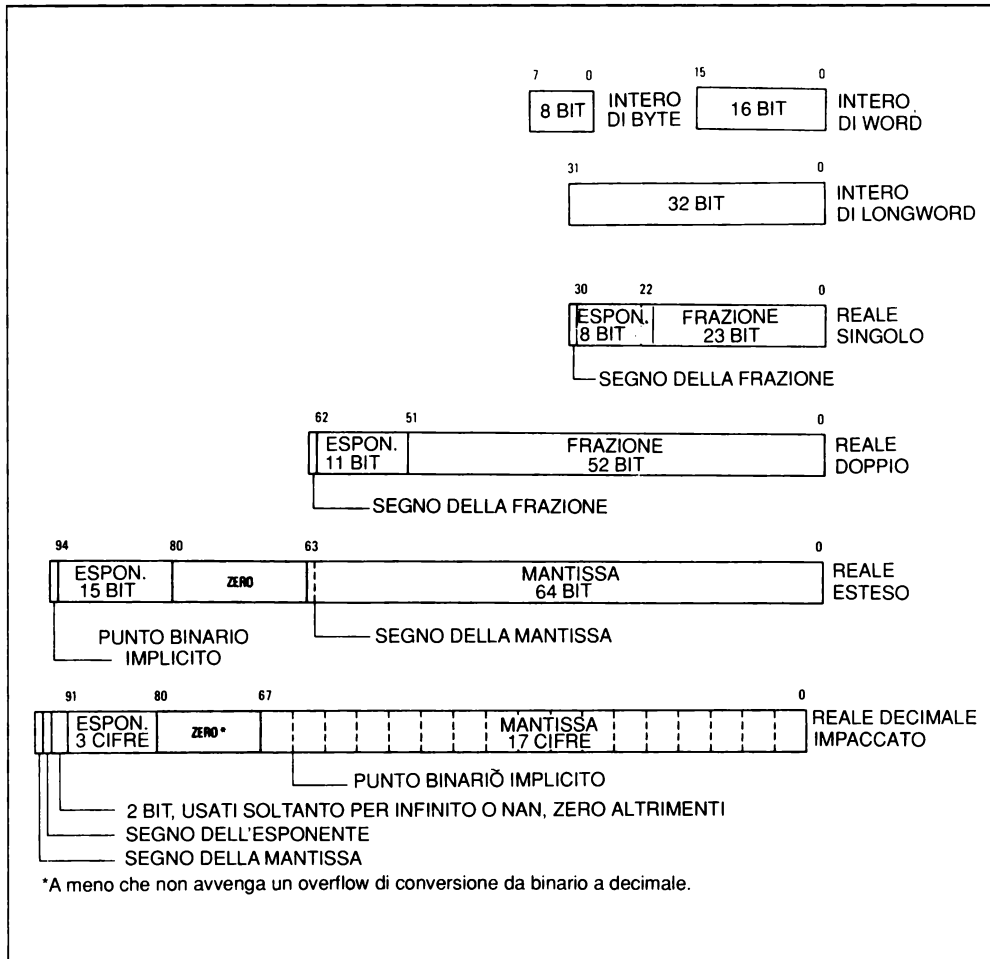 7 0 15 0
8 BIT INTERO DI BYTE 16 BIT INTERO DI WORD
31 0
32 BIT INTERO DI LONGWORD
30 22 0
ESPON. 8 BIT FRAZIONE 23 BIT REALE SINGOLO
SEGNO DELLA FRAZIONE
62 51 0
ESPON. 11 BIT FRAZIONE 52 BIT REALE DOPPIO
SEGNO DELLA FRAZIONE
94 80 63 0
ESPON. 15 BIT ZERO MANTISSA 64 BIT REALE ESTESO
PUNTO BINARIO IMPLICITO SEGNO DELLA MANTISSA
91 80 67 0
ESPON. 3 CIFRE ZERO* MANTISSA 17 CIFRE REALE DECIMALE IMPACCATO
PUNTO BINARIO IMPLICITO
2 BIT, USATI SOLTANTO PER INFINITO O NAN, ZERO ALTRIMENTI
SEGNO DELL'ESPONENTE
SEGNO DELLA MANTISSA
*A meno che non avvenga un overflow di conversione da binario a decimale.